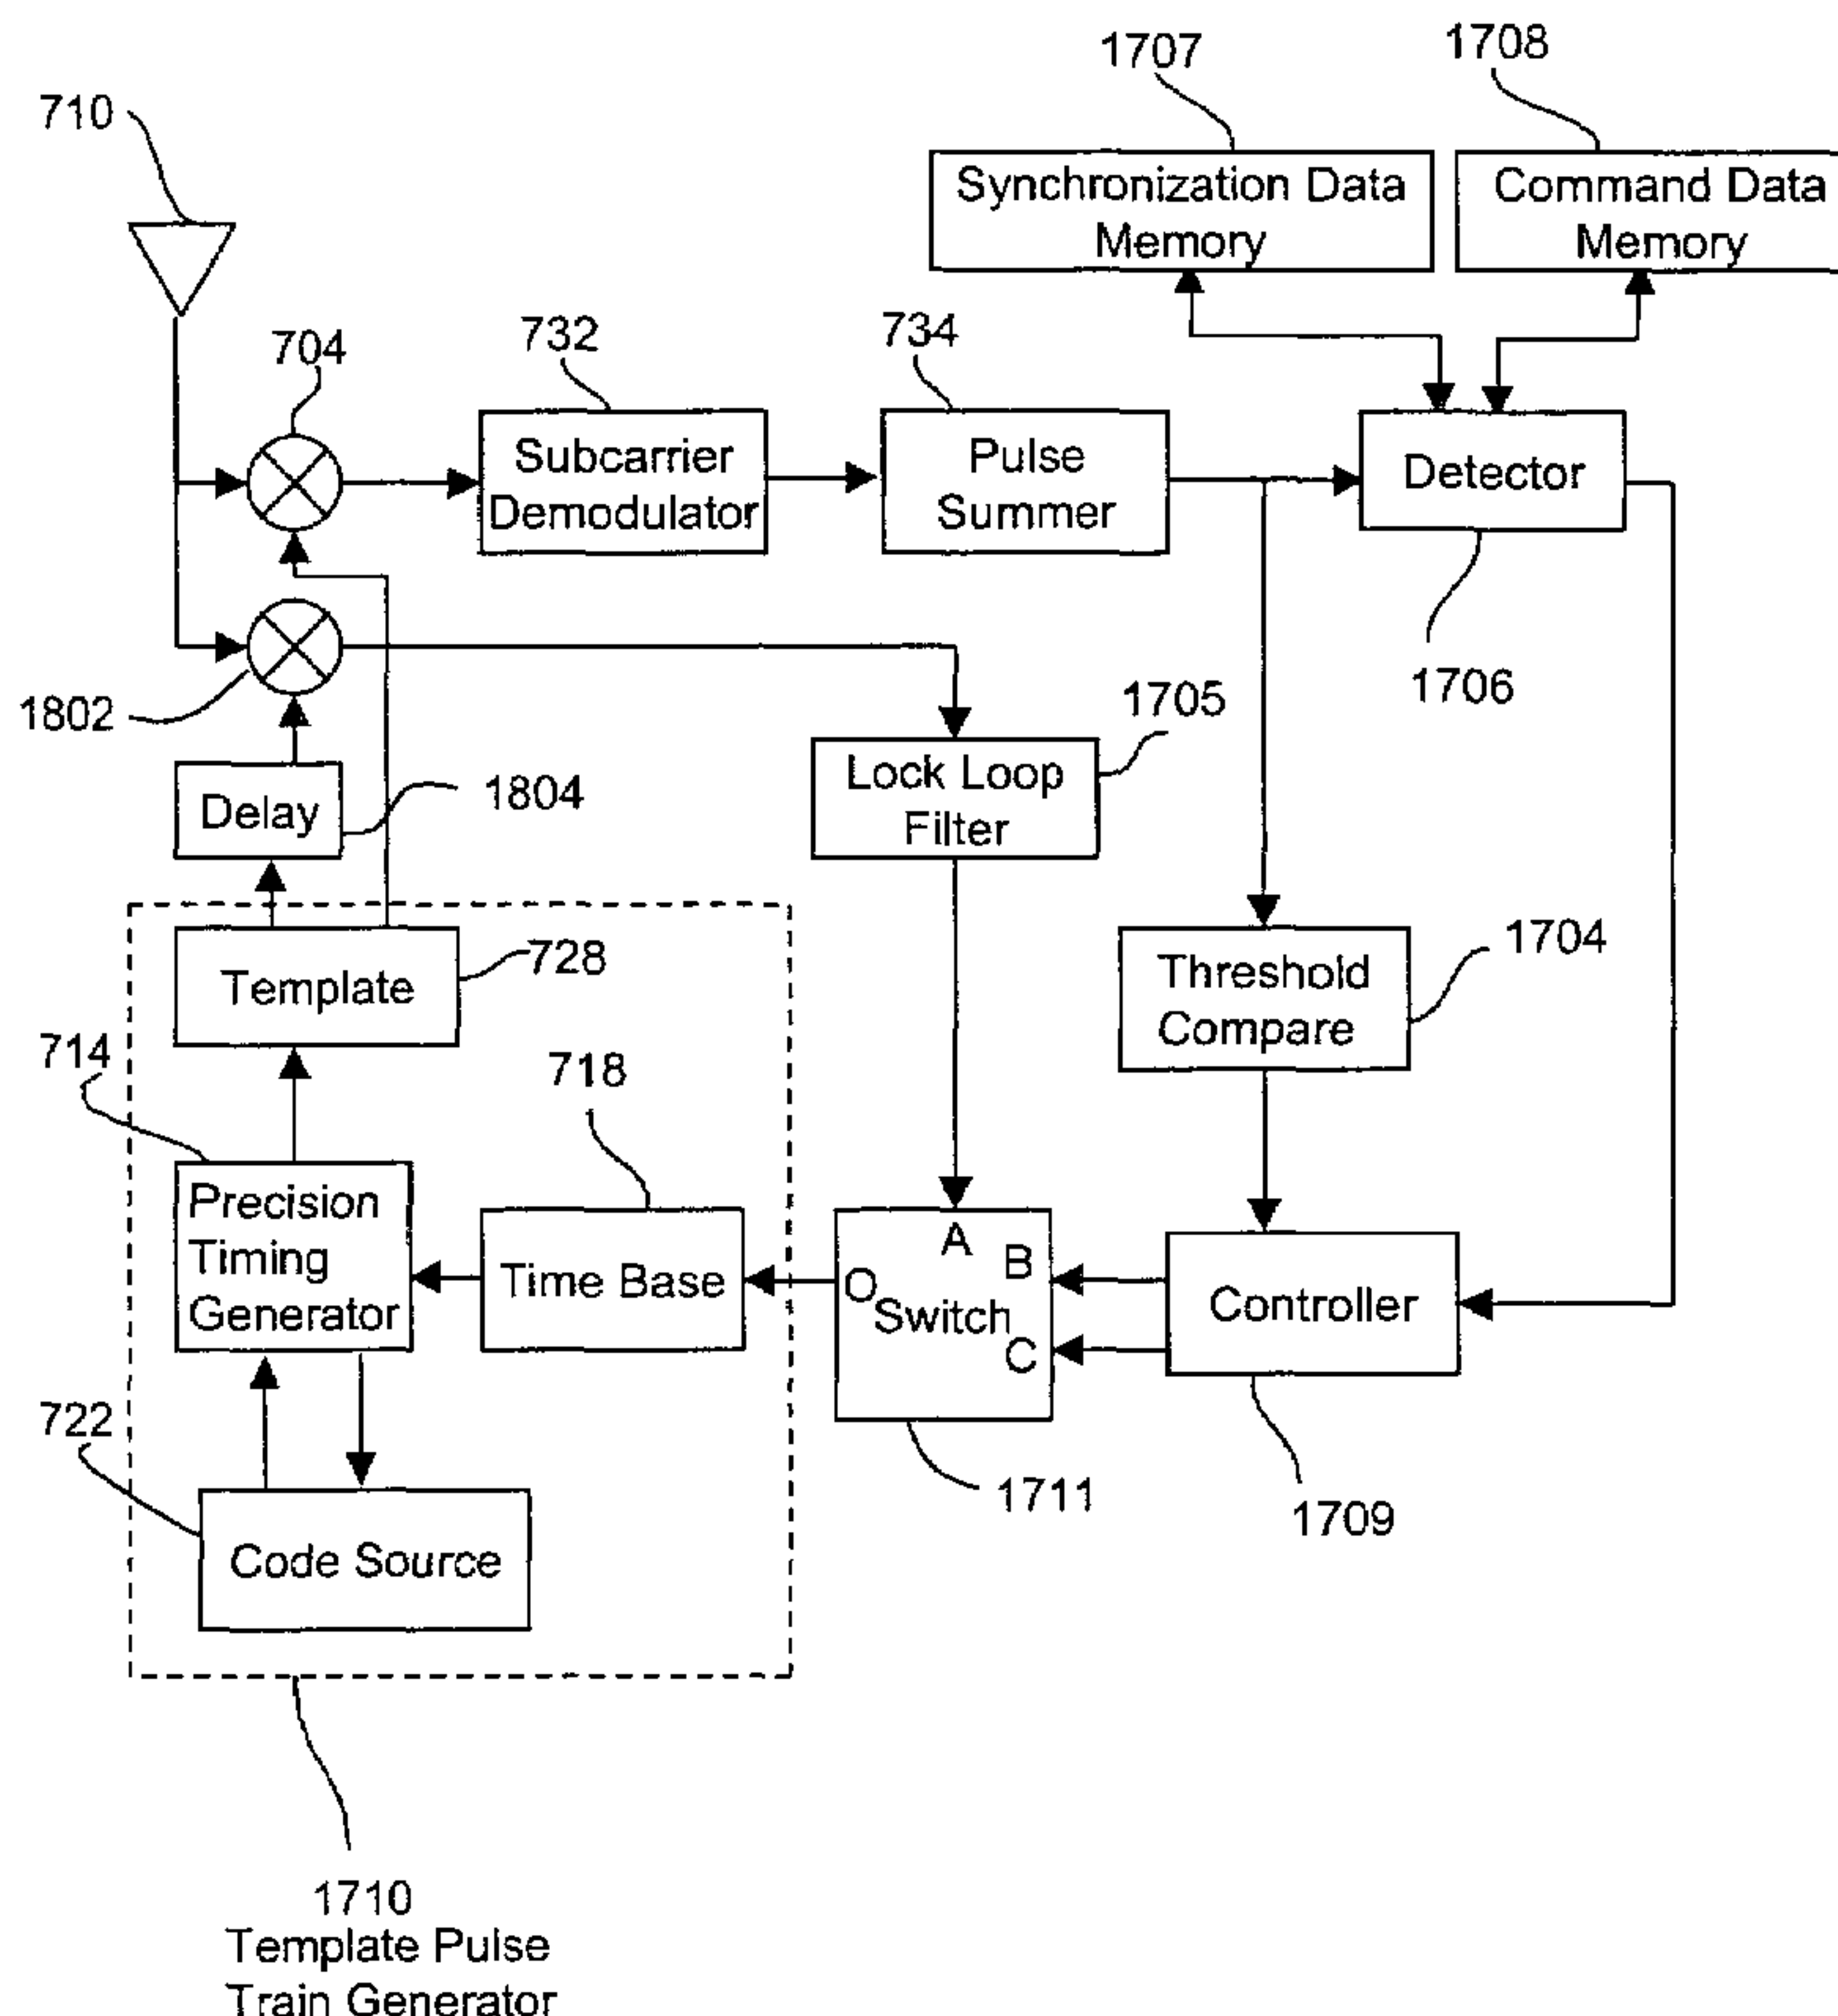 1707
1708
710
Synchronization Data
Memory
Command Data
Memory
704
732
734
Subcarrier
Demodulator
Pulse
Summer
Detector
1802
1706
1705
Lock Loop
Filter
Delay
1804
1704
Template
728
Threshold
Compare
714
718
Precision
Timing
Generator
Time Base
A
B
O
Switch
C
Controller
722
1711
1709
Code Source
1710
Template Pulse
Train Generator